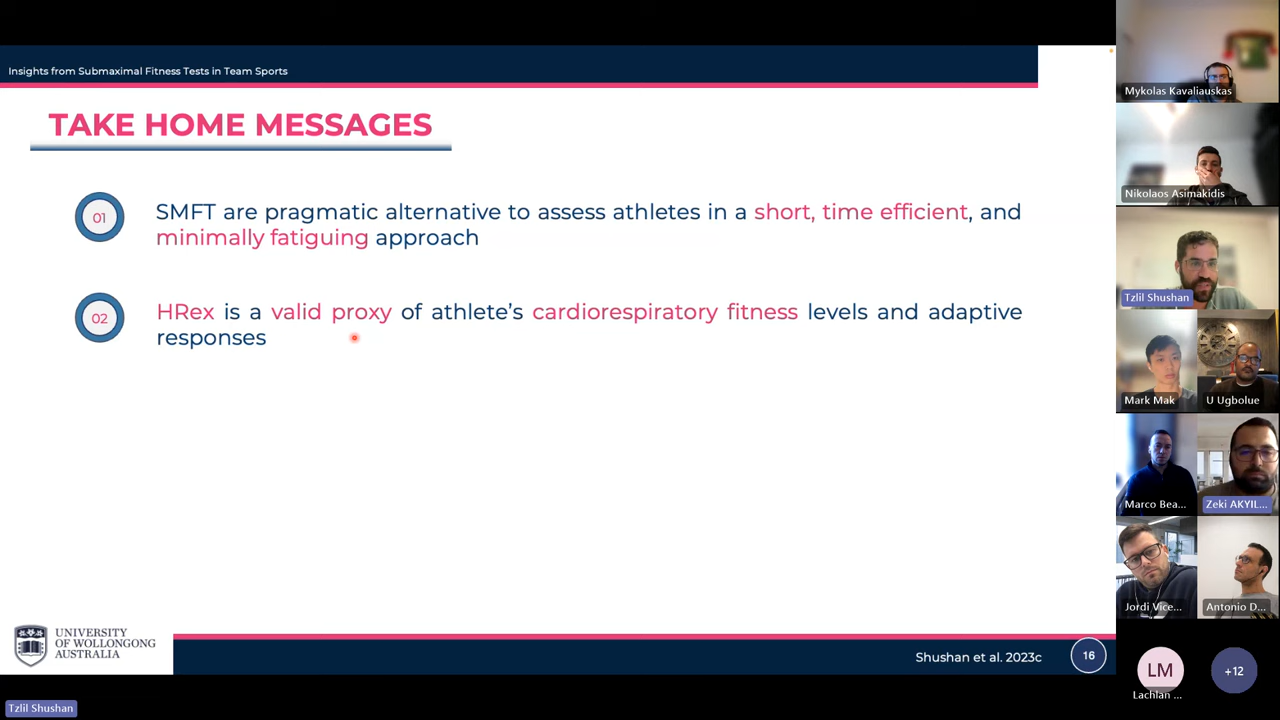 Insights from Submaximal Fitness Tests in Team Sports
TAKE HOME MESSAGES
01
SMFT are pragmatic alternative to assess athletes in a short, time efficient, and
minimally fatiguing approach
02
HRex is a valid proxy of athlete's cardiorespiratory fitness levels and adaptive
responses
UNIVERSITY
OF WOLLONGONG
AUSTRALIA
Shushan et al. 2023c
16
Tzlil Shushan
Mykolas Kavaliauskas
Nikolaos Asimakidis
Tzlil Shushan
Mark Mak
U Ugbolue
Marco Bea...
Zeki AKYIL...
Jordi Vice...
Antonio D...
LM
Lachlan ...
+12